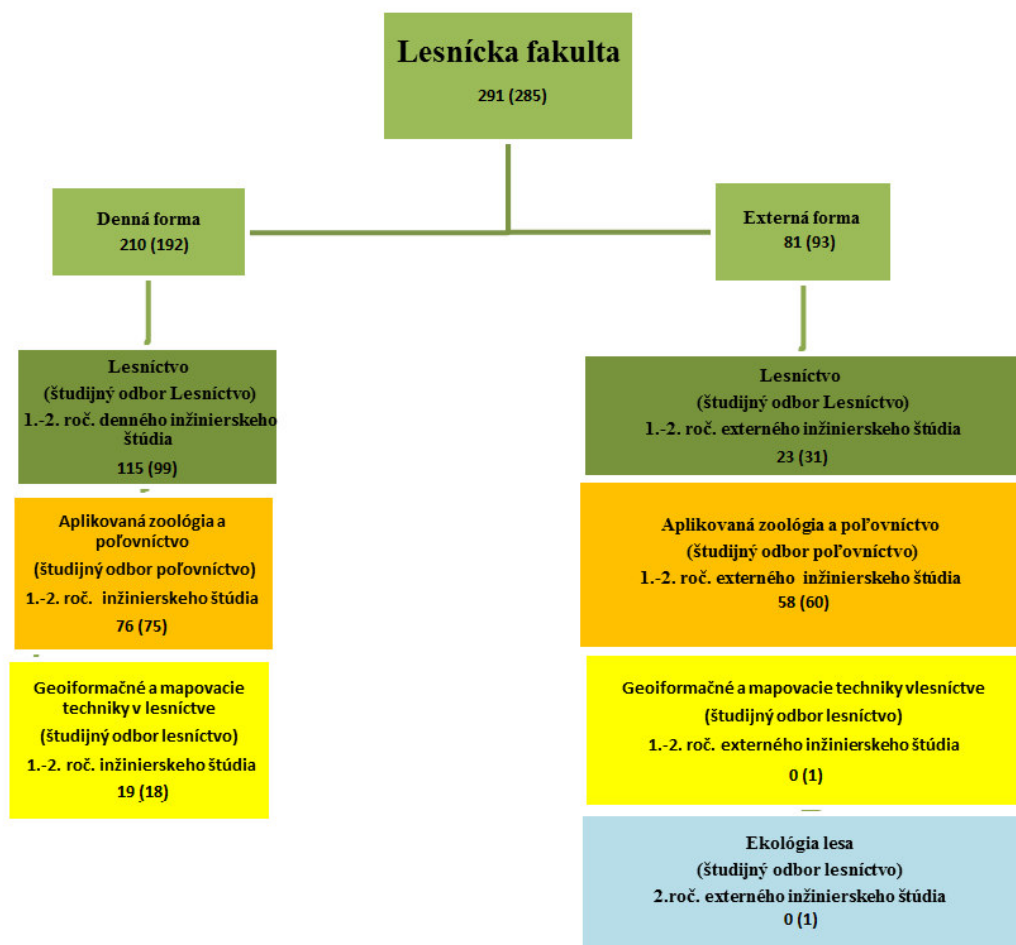 Lesnícka fakulta
291 (285)
Denná forma
210 (192)
Externá forma
81 (93)
Lesníctvo
(študijný odbor Lesníctvo)
1.-2. roč. denného inžinierskeho
štúdia
115 (99)
Aplikovaná zoológia a
poľovníctvo
(študijný odbor poľovníctvo)
1.-2. roč. inžinierskeho štúdia
76 (75)
Geoiformačné a mapovacie
techniky v lesníctve
(študijný odbor lesníctvo)
1.-2. roč. inžinierskeho štúdia
19 (18)
Lesníctvo
(študijný odbor Lesníctvo)
1.-2. roč. externého inžinierskeho štúdia
23 (31)
Aplikovaná zoológia a poľovníctvo
(študijný odbor poľovníctvo)
1.-2. roč. externého inžinierskeho štúdia
58 (60)
Geoiformačné a mapovacie techniky vlesníctve
(študijný odbor lesníctvo)
1.-2. roč. externého inžinierskeho štúdia
0 (1)
Ekológia lesa
(študijný odbor lesníctvo)
2.roč. externého inžinierskeho štúdia
0 (1)